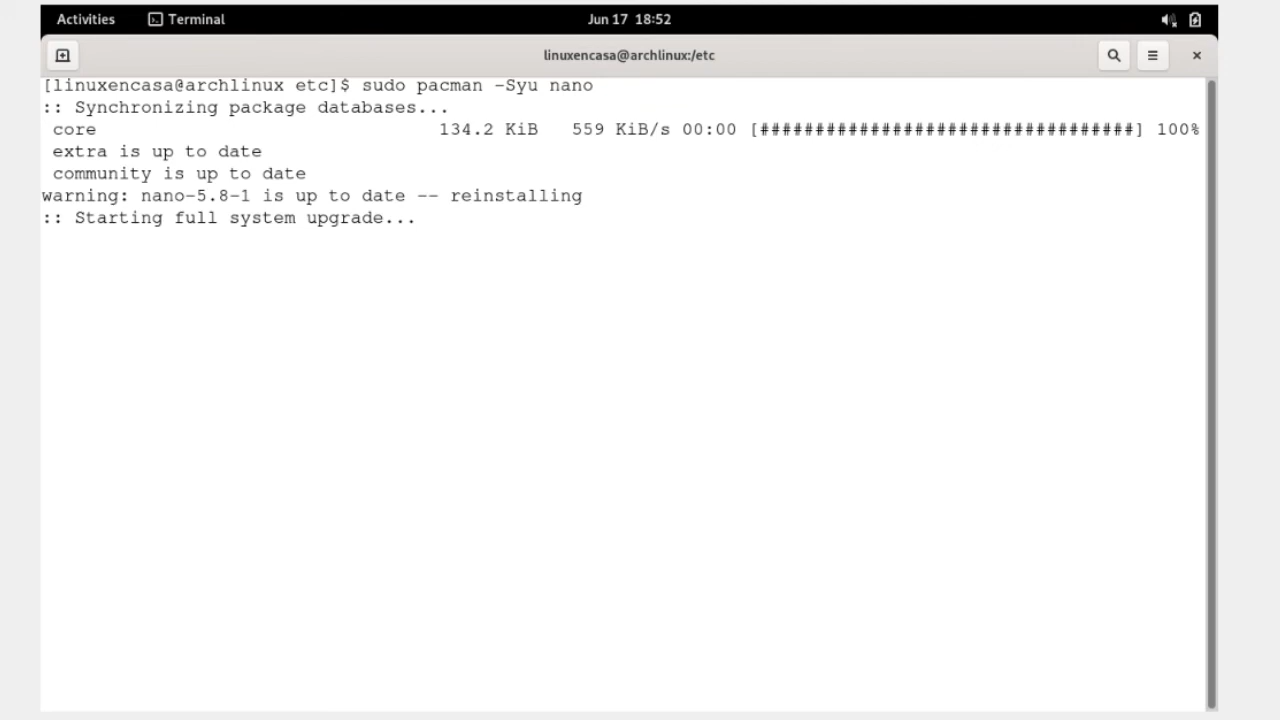 Activities Terminal Jun 17 18:52
linuxencasa@archlinux:/etc
[linuxencasa@archlinux etc]$ sudo pacman -Syu nano
:: Synchronizing package databases...
core 134.2 KiB 559 KiB/s 00:00 [##################################] 100%
extra is up to date
community is up to date
warning: nano-5.8-1 is up to date -- reinstalling
:: Starting full system upgrade...